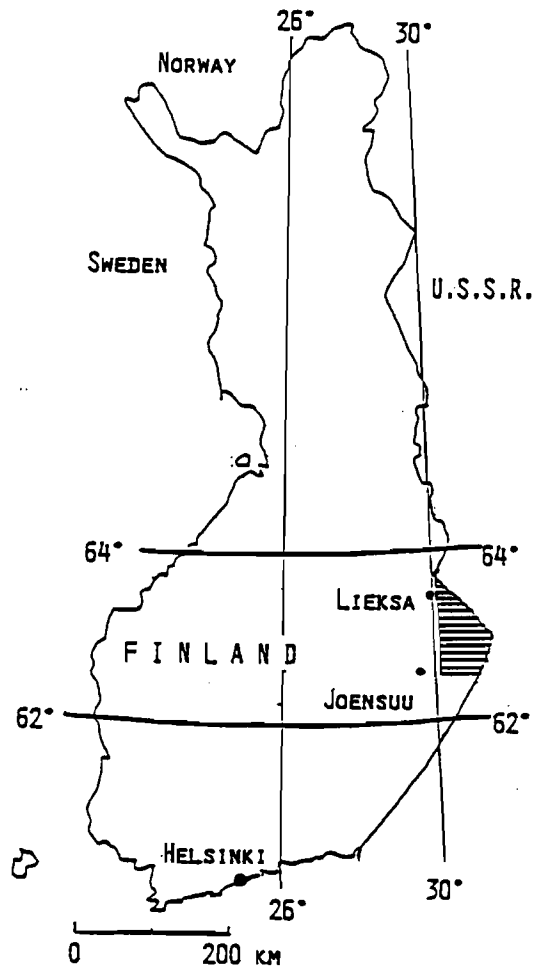 26°
30°
NORWAY
SWEDEN
U.S.S.R.
64°
64°
LIEKSA
FINLAND
JOENSUU
62°
62°
HELSINKI
26°
30°
0 200 KM